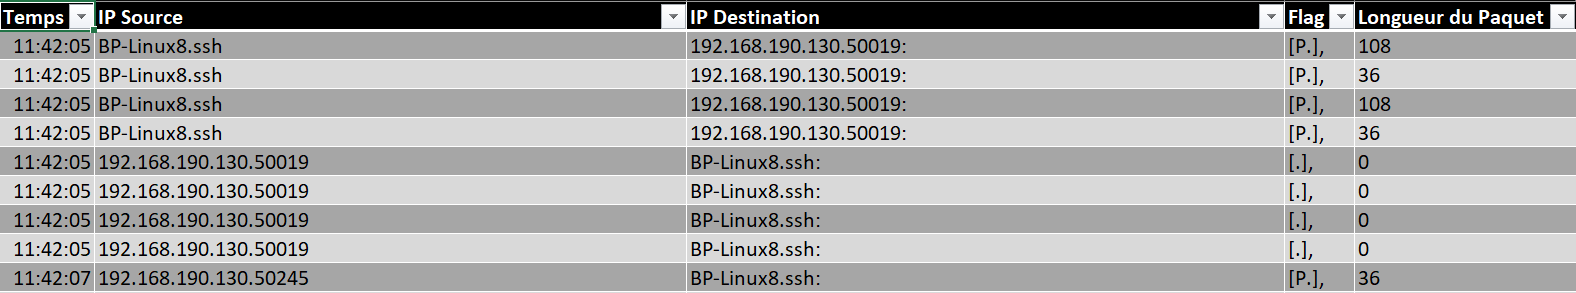 Temps IP Source IP Destination Flag Longueur du Paquet
11:42:05 BP-Linux8.ssh 192.168.190.130.50019: [P.], 108
11:42:05 BP-Linux8.ssh 192.168.190.130.50019: [P.], 36
11:42:05 BP-Linux8.ssh 192.168.190.130.50019: [P.], 108
11:42:05 BP-Linux8.ssh 192.168.190.130.50019: [P.], 36
11:42:05 192.168.190.130.50019 BP-Linux8.ssh: [.], 0
11:42:05 192.168.190.130.50019 BP-Linux8.ssh: [.], 0
11:42:05 192.168.190.130.50019 BP-Linux8.ssh: [.], 0
11:42:05 192.168.190.130.50019 BP-Linux8.ssh: [.], 0
11:42:07 192.168.190.130.50245 BP-Linux8.ssh: [P.], 36